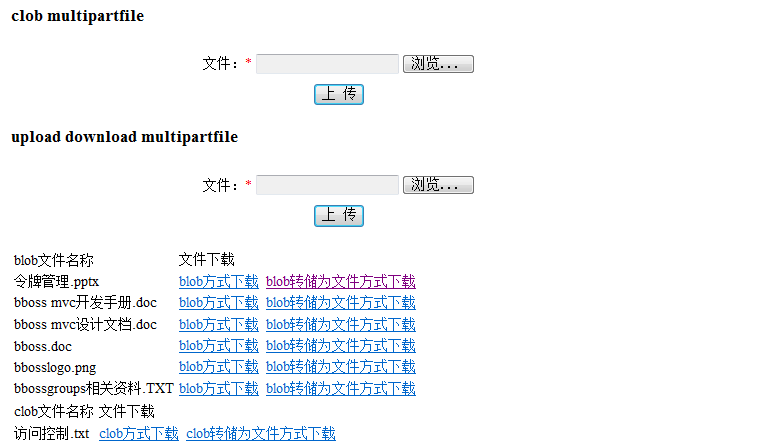 clob multipartfile
文件：* 浏览...
上 传
upload download multipartfile
文件：* 浏览...
上 传
blob文件名称 文件下载
令牌管理.pptx blob方式下载 blob转储为文件方式下载
bboss mvc开发手册.doc blob方式下载 blob转储为文件方式下载
bboss mvc设计文档.doc blob方式下载 blob转储为文件方式下载
bboss.doc blob方式下载 blob转储为文件方式下载
bbosslogo.png blob方式下载 blob转储为文件方式下载
bbossgroups相关资料.TXT blob方式下载 blob转储为文件方式下载
clob文件名称 文件下载
访问控制.txt clob方式下载 clob转储为文件方式下载